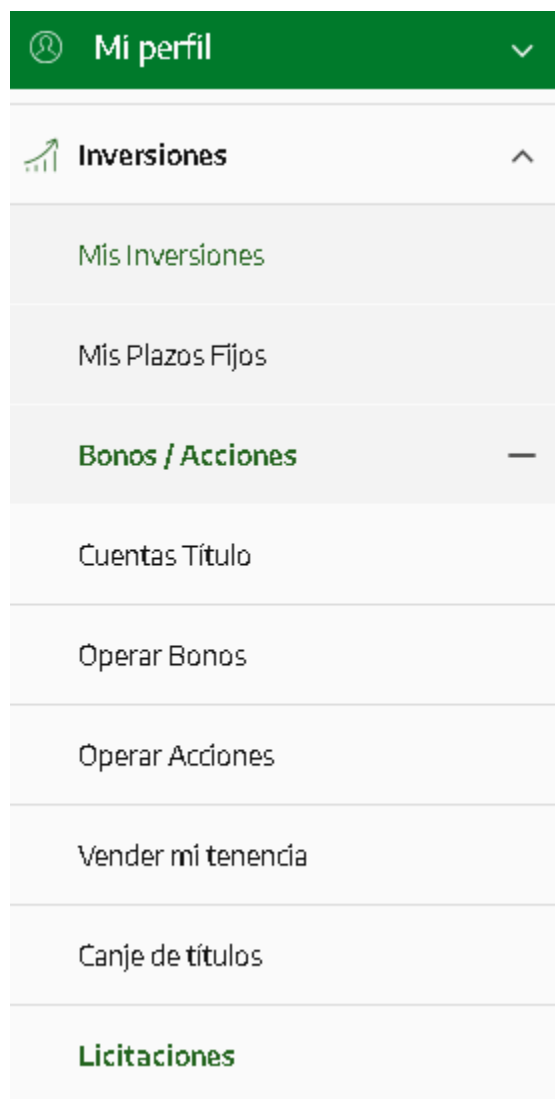 Mi perfil
Inversiones
Mis Inversiones
Mis Plazos Fijos
Bonos / Acciones
Cuentas Título
Operar Bonos
Operar Acciones
Vender mi tenencia
Canje de títulos
Licitaciones